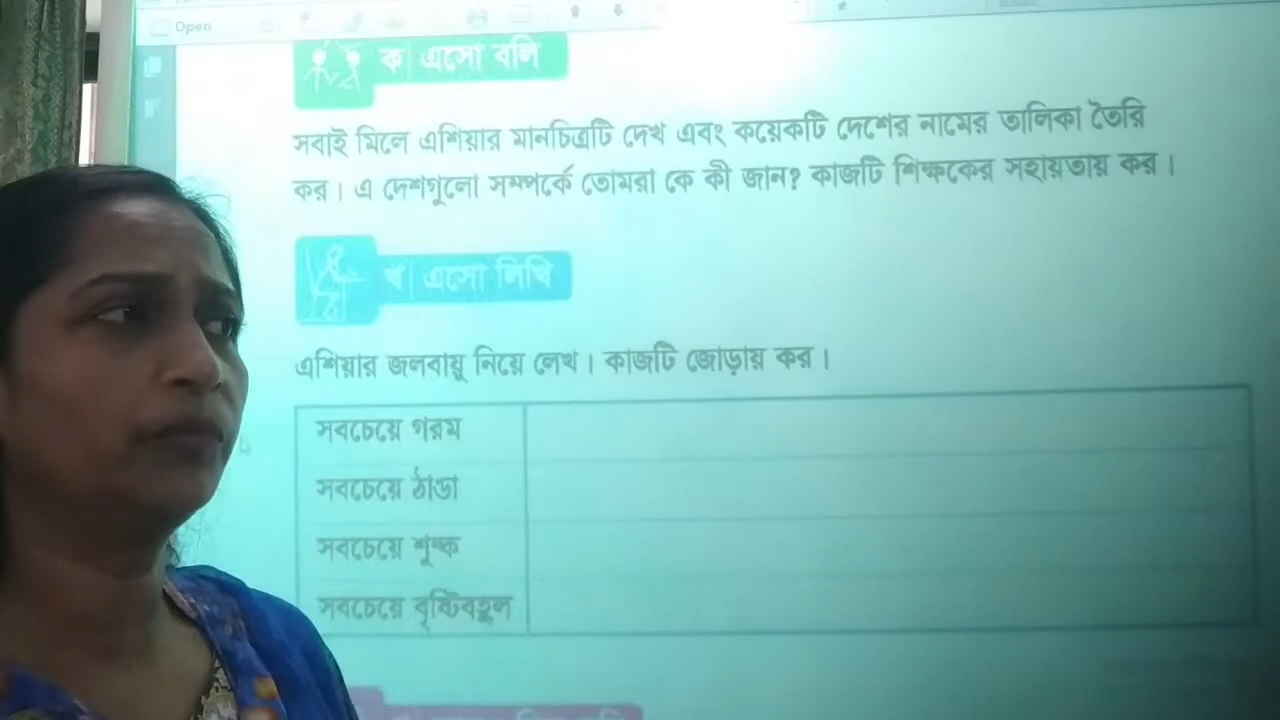 Open
ক| এসো বলি
সবাই মিলে এশিয়ার মানচিত্রটি দেখ এবং কয়েকটি দেশের নামের তালিকা তৈরি
কর। এ দেশগুলো সম্পর্কে তোমরা কে কী জান? কাজটি শিক্ষকের সহায়তায় কর।
খ| এসো লিখি
এশিয়ার জলবায়ু নিয়ে লেখ। কাজটি জোড়ায় কর।
সবচেয়ে গরম
সবচেয়ে ঠাণ্ডা
সবচেয়ে শুষ্ক
সবচেয়ে বৃষ্টিবহুল